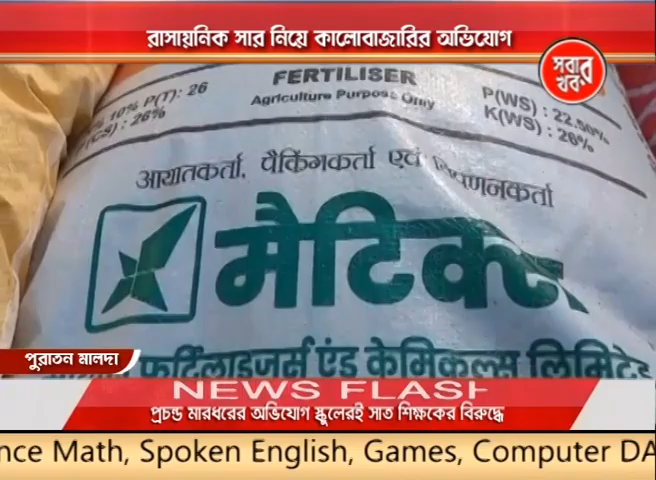 রাসায়নিক সার নিয়ে কালোবাজারির অভিযোগ
সবার
খবর
FERTILISER
Agriculture Purpose Only
10% P(T): 26
: 26%
P(WS) : 22.50%
K(WS) : 26%
आयातकर्ता, पैकिंगकर्ता एवं विपणनकर्ता
मैटिक्स
फर्टिलाइजर्स एंड केमिकल्स लिमिटेड
পুরাতন মালদা
NEWS FLASH
প্রচন্ড মারধরের অভিযোগ স্কুলেরই সাত শিক্ষকের বিরুদ্ধে
nce Math, Spoken English, Games, Computer DA